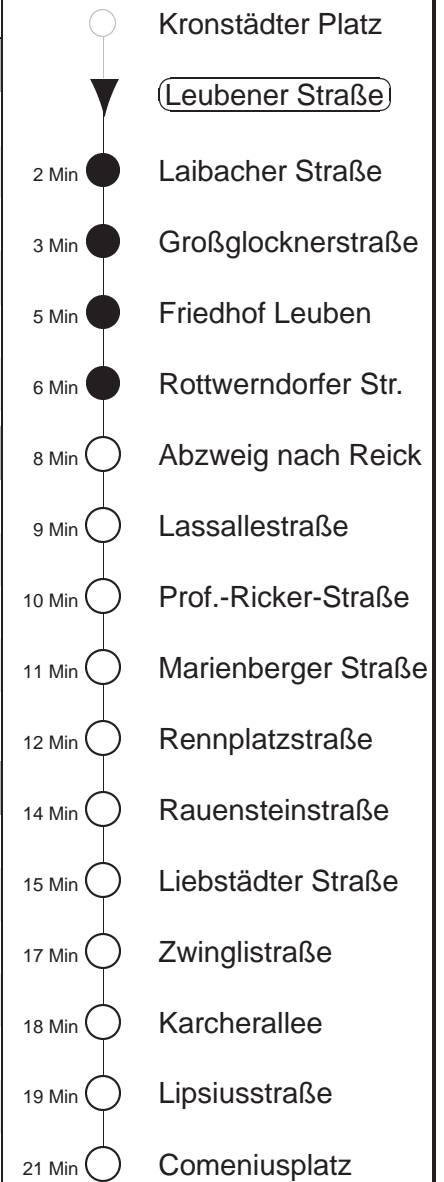 Kronstädter Platz
Leubener Straße
2 Min Laibacher Straße
3 Min Großglocknerstraße
5 Min Friedhof Leuben
6 Min Rottwerndorfer Str.
8 Min Abzweig nach Reick
9 Min Lassallestraße
10 Min Prof.-Ricker-Straße
11 Min Marienberger Straße
12 Min Rennplatzstraße
14 Min Rauensteinstraße
15 Min Liebstädter Straße
17 Min Zwinglistraße
18 Min Karcherallee
19 Min Lipsiusstraße
21 Min Comeniusplatz